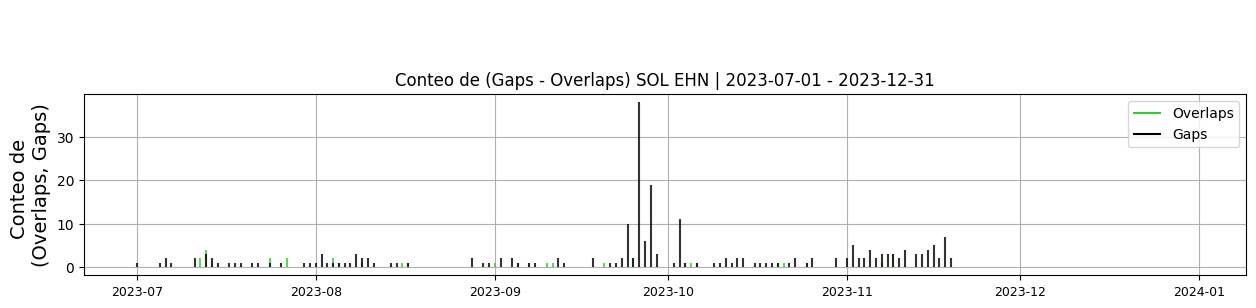 Conteo de (Gaps - Overlaps) SOL EHN | 2023-07-01 - 2023-12-31
Conteo de
(Overlaps, Gaps)
30
20
10
0
Overlaps
Gaps
2023-07 2023-08 2023-09 2023-10 2023-11 2023-12 2024-01